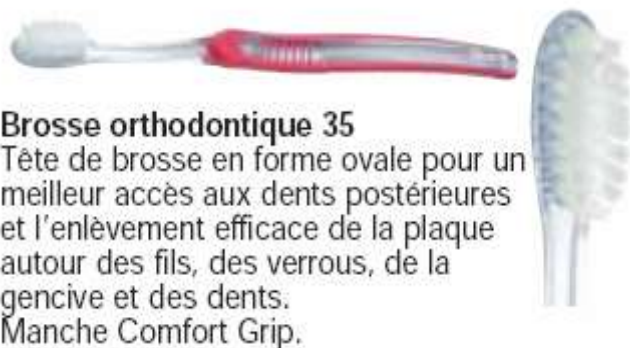 Brosse orthodontique 35
Tête de brosse en forme ovale pour un
meilleur accès aux dents postérieures
et l'enlèvement efficace de la plaque
autour des fils, des verrous, de la
gencive et des dents.
Manche Comfort Grip.